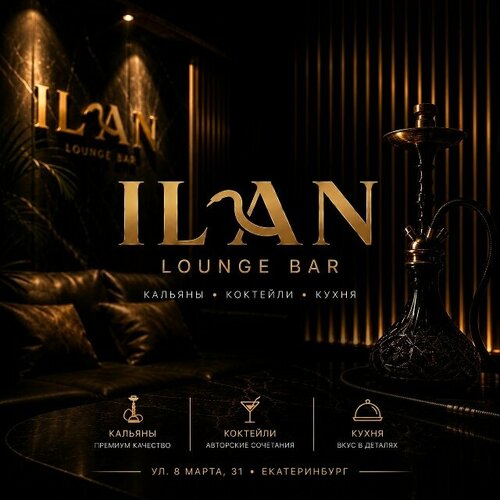 ILAN
LOUNGE BAR
ILAN
LOUNGE BAR
КАЛЬЯНЫ • КОКТЕЙЛИ • КУХНЯ
КАЛЬЯНЫ
ПРЕМИУМ КАЧЕСТВО
КОКТЕЙЛИ
АВТОРСКИЕ СОЧЕТАНИЯ
КУХНЯ
ВКУС В ДЕТАЛЯХ
УЛ. 8 МАРТА, 31 • ЕКАТЕРИНБУРГ